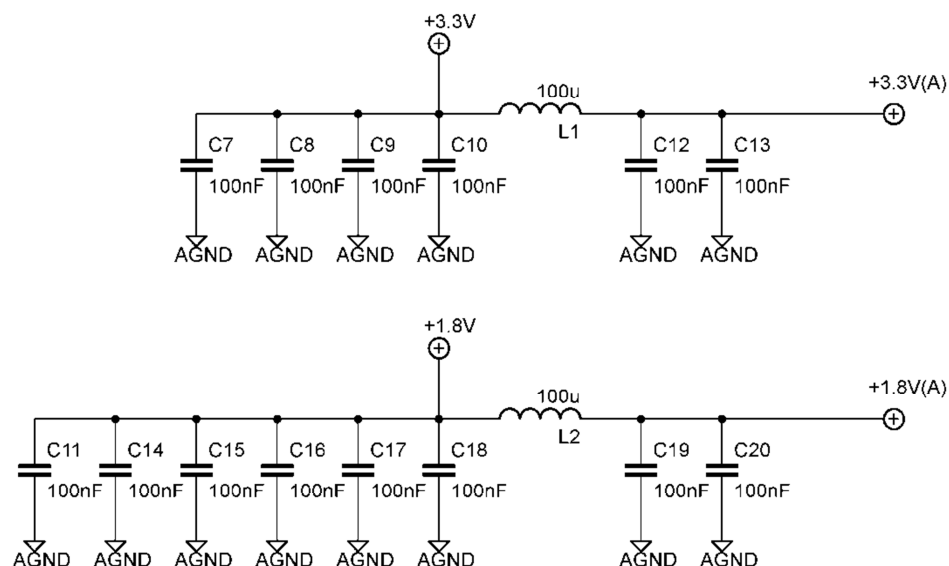 +3.3V
+3.3V(A)
100u
L1
C7 C8 C9 C10 C12 C13
100nF 100nF 100nF 100nF 100nF 100nF
AGND AGND AGND AGND AGND AGND
+1.8V
+1.8V(A)
100u
L2
C11 C14 C15 C16 C17 C18 C19 C20
100nF 100nF 100nF 100nF 100nF 100nF 100nF 100nF
AGND AGND AGND AGND AGND AGND AGND AGND